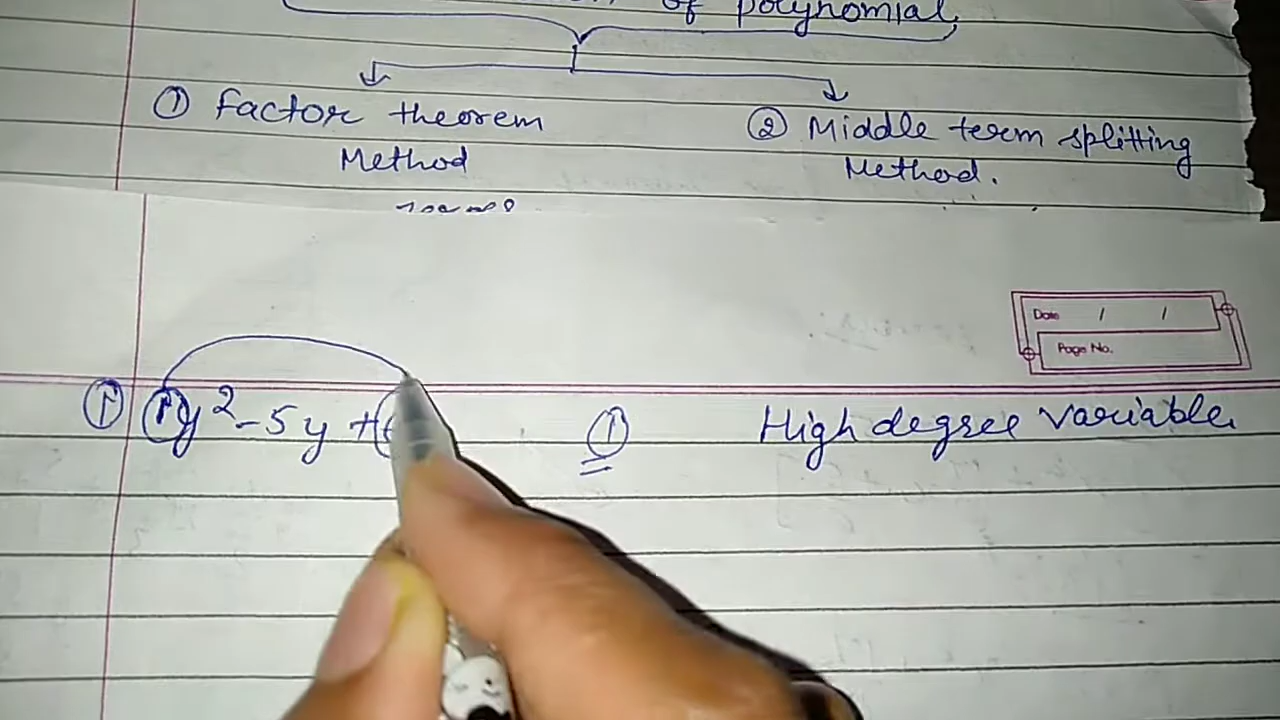 of polynomial
① factor theorem
Method
② Middle term splitting
Method.
Date / /
Page No.
① 1y² - 5y +
①
High degree variable